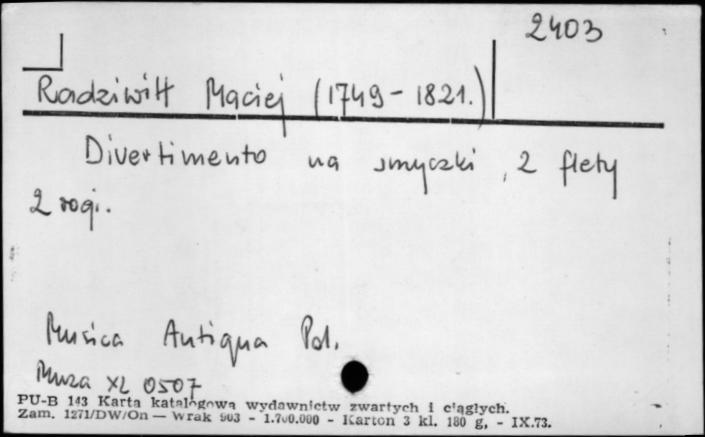 2403
Radziwiłł Maciej (1749-1821.)
Divertimento na smyczki, 2 flety
2 rogi.
Musica Antiqua Pol.
Muza XL 0507
PU-B 143 Karta katalogowa wydawnictw zwartych i ciągłych.
Zam. 1271/DW/On — Wrak 903 - 1.700.000 - Karton 3 kl. 180 g, - IX.73.